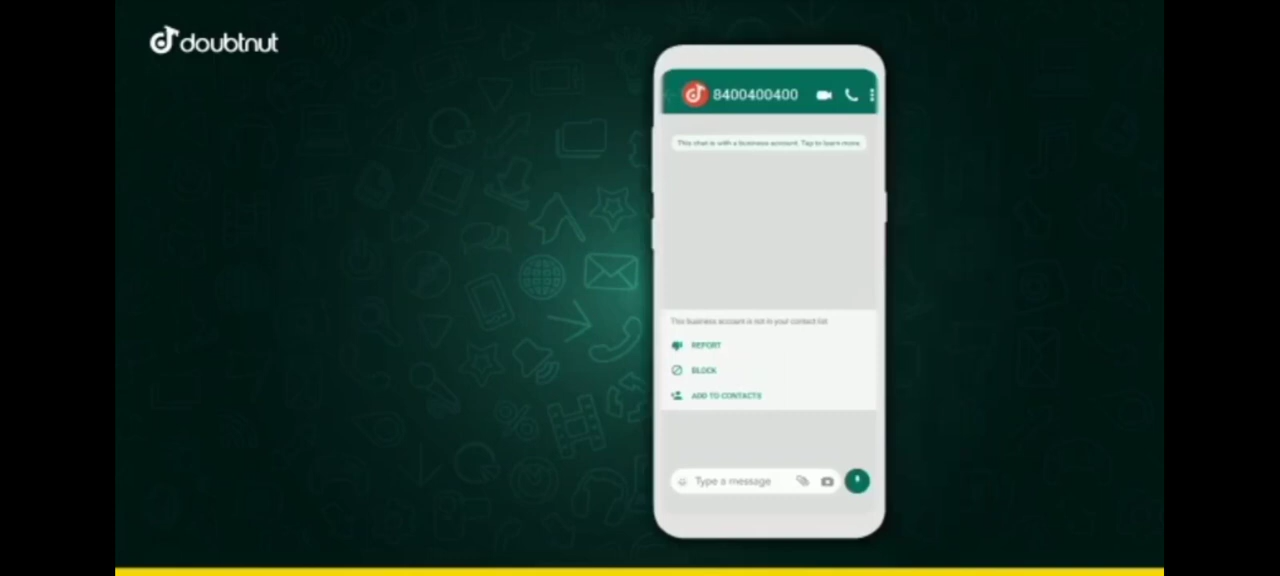 doubtnut
8400400400
This chat is with a business account. Tap to learn more.
This business account is not in your contact list
REPORT
BLOCK
ADD TO CONTACTS
Type a message